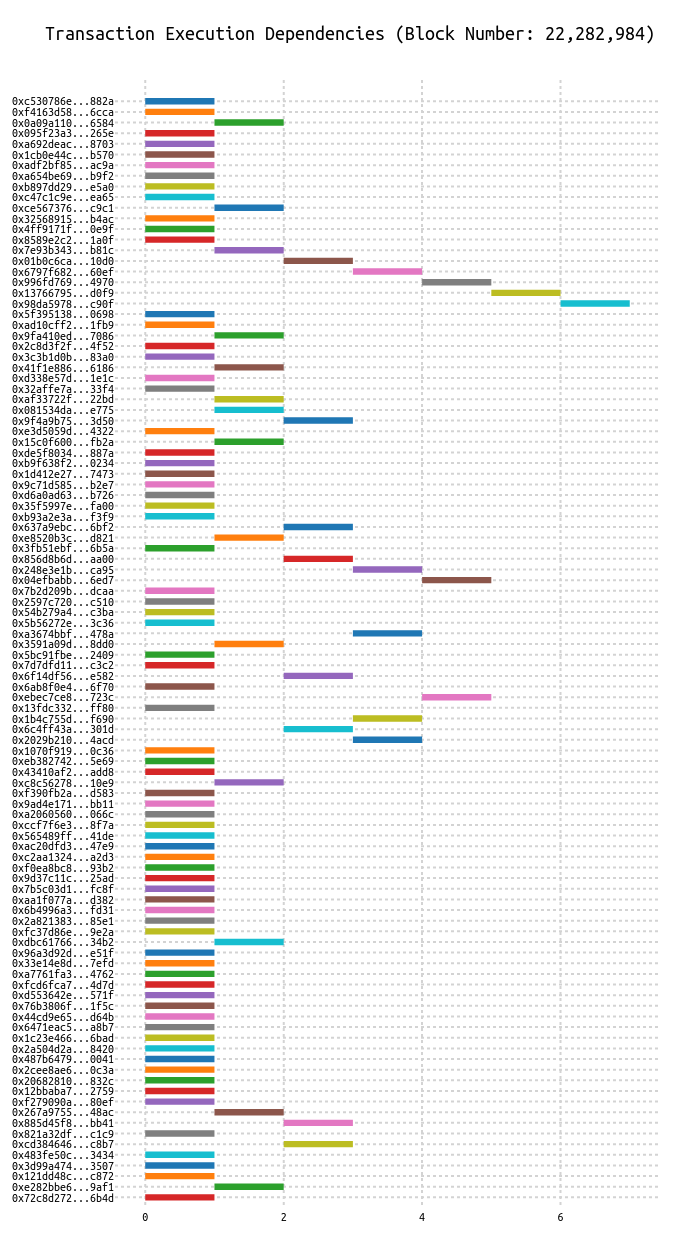 Transaction Execution Dependencies (Block Number: 22,282,984)
0xc530786e...882a
0xf4163d58...6cca
0x0a09a110...6584
0x095f23a3...265e
0xa692deac...8703
0x1cb0e44c...b570
0xadf2bf85...ac9a
0xa654be69...b9f2
0xb897dd29...e5a0
0xc47c1c9e...ea65
0xce567376...c9c1
0x32568915...b4ac
0x4ff9171f...0e9f
0x8589e2c2...1a0f
0x7e93b343...b81c
0x01b0c6ca...10d0
0x6797f682...60ef
0x996fd769...4970
0x13766795...d0f9
0x98da5978...c90f
0x5f395138...0698
0xad10cff2...1fb9
0x9fa410ed...7086
0x2c8d3f2f...4f52
0x3c3b1d0b...83a0
0x41f1e886...6186
0xd338e57d...1e1c
0x32affe7a...33f4
0xaf33722f...22bd
0x081534da...e775
0x9f4a9b75...3d50
0xe3d5059d...4322
0x15c0f600...fb2a
0xde5f8034...887a
0xb9f638f2...0234
0x1d412e27...7473
0x9c71d585...b2e7
0xd6a0ad63...b726
0x35f5997e...fa00
0xb93a2e3a...f3f9
0x637a9ebc...6bf2
0xe8520b3c...d821
0x3fb51ebf...6b5a
0x856d8b6d...aa00
0x248e3e1b...ca95
0x04efbabb...6ed7
0x7b2d209b...dcaa
0x2597c720...c510
0x54b279a4...c3ba
0x5b56272e...3c36
0xa3674bbf...478a
0x3591a09d...8dd0
0x5bc91fbe...2409
0x7d7dfd11...c3c2
0x6f14df56...e582
0x6ab8f0e4...6f70
0xebec7ce8...723c
0x13fdc332...ff80
0x1b4c755d...f690
0x6c4ff43a...301d
0x2029b210...4acd
0x1070f919...0c36
0xeb382742...5e69
0x43410af2...add8
0xc8c56278...10e9
0xf390fb2a...d583
0x9ad4e171...bb11
0xa2060560...066c
0xccf7f6e3...8f7a
0x565489ff...41de
0xac20dfd3...47e9
0xc2aa1324...a2d3
0xf0ea8bc8...93b2
0x9d37c11c...25ad
0x7b5c03d1...fc8f
0xaa1f077a...d382
0x6b4996a3...fd31
0x2a821383...85e1
0xfc37d86e...9e2a
0xdbc61766...34b2
0x96a3d92d...e51f
0x33e14e8d...7efd
0xa7761fa3...4762
0xfcd6fca7...4d7d
0xd553642e...571f
0x76b3806f...1f5c
0x44cd9e65...d64b
0x6471eac5...a8b7
0x1c23e466...6bad
0x2a504d2a...8420
0x487b6479...0041
0x2cee8ae6...0c3a
0x20682810...832c
0x12bbaba7...2759
0xf279090a...80ef
0x267a9755...48ac
0x885d45f8...bb41
0x821a32df...c1c9
0xcd384646...c8b7
0x483fe50c...3434
0x3d99a474...3507
0x121dd48c...c872
0xe282bbe6...9af1
0x72c8d272...6b4d
0 2 4 6